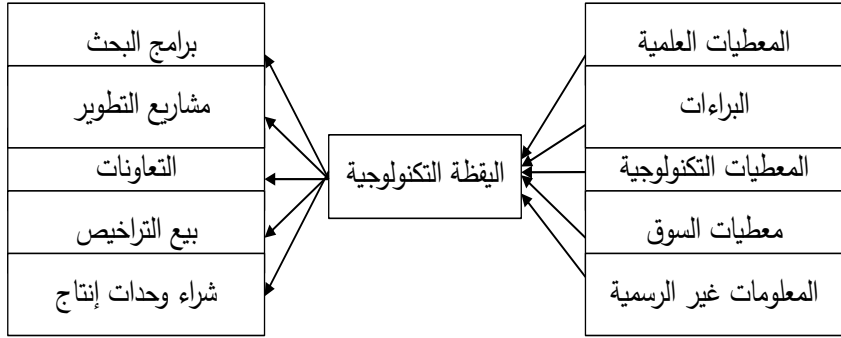 المعطيات العلمية
البراءات
المعطيات التكنولوجية
معطيات السوق
المعلومات غير الرسمية
اليقظة التكنولوجية
برامج البحث
مشاريع التطوير
التعاونات
بيع التراخيص
شراء وحدات إنتاج